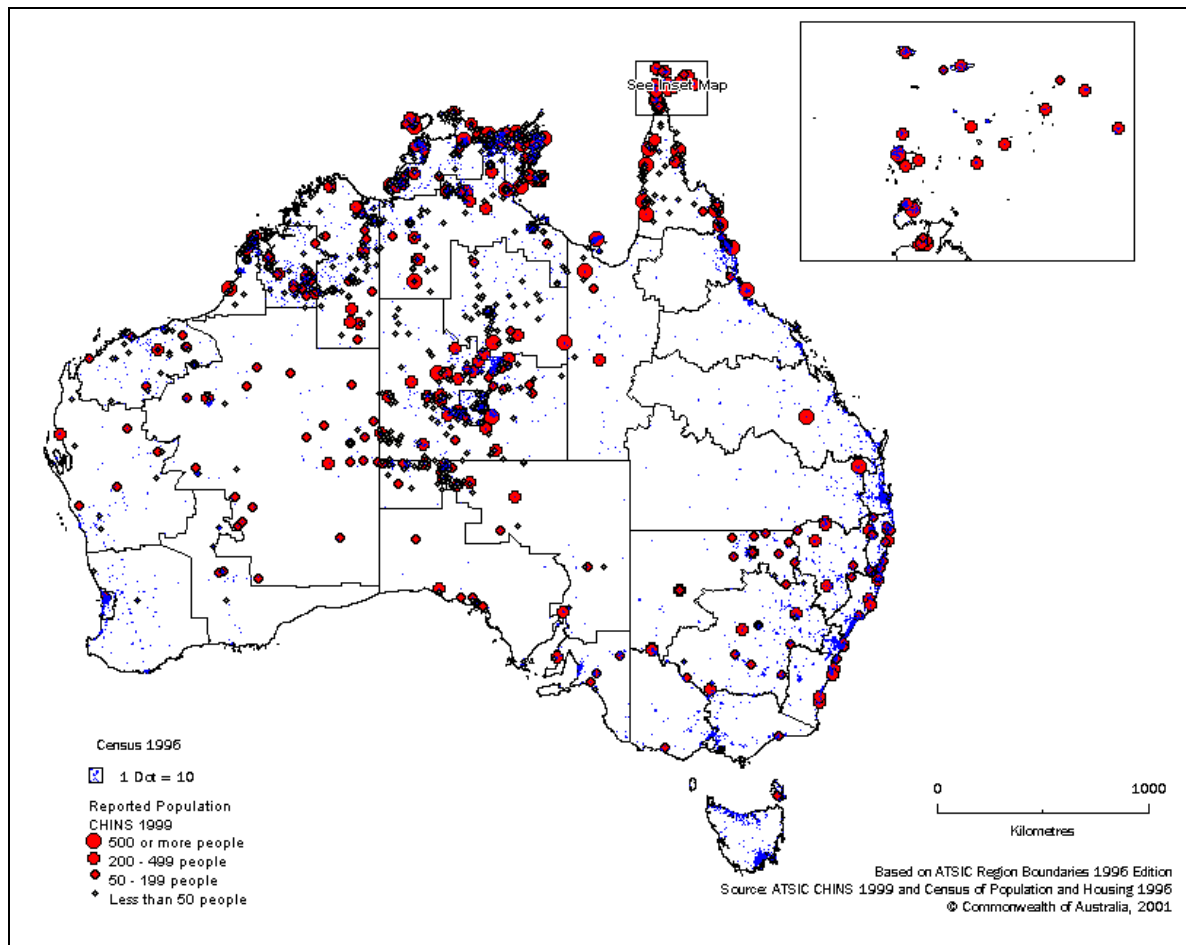 See Inset Map
Census 1996
1 Dot = 10
Reported Population
CHINS 1999
500 or more people
200 - 499 people
50 - 199 people
Less than 50 people
0 1000
Kilometres
Based on ATSIC Region Boundaries 1996 Edition
Source: ATSIC CHINS 1999 and Census of Population and Housing 1996
© Commonwealth of Australia, 2001